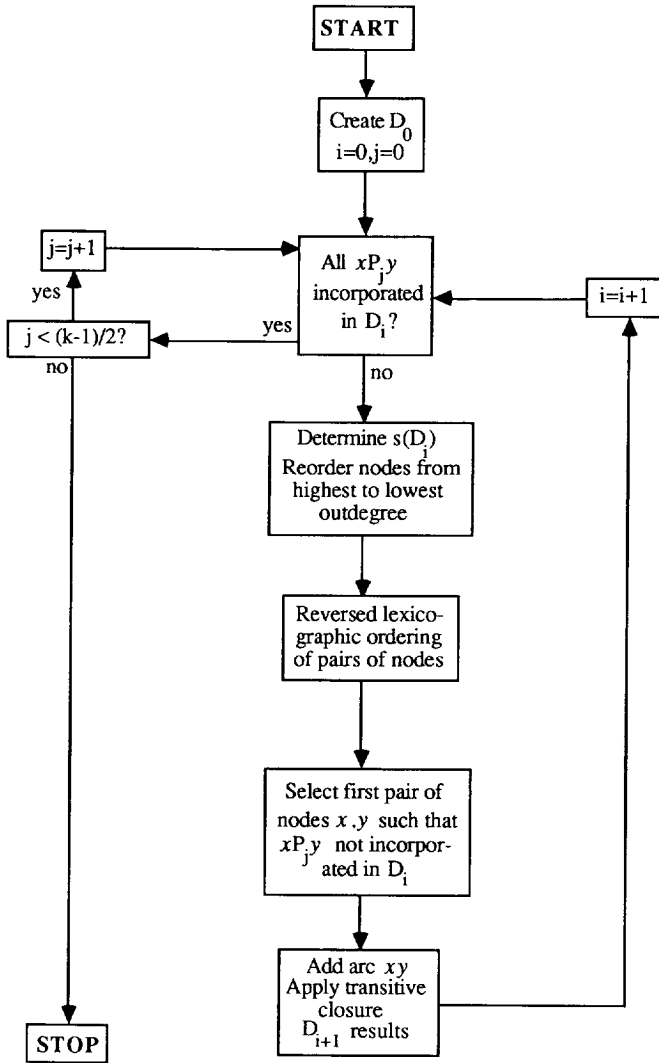 START
Create D0
i=0,j=0
j=j+1
All xPjy
incorporated
in Di?
i=i+1
yes
yes
j < (k-1)/2?
no
no
Determine s(Di)
Reorder nodes from
highest to lowest
outdegree
Reversed lexico-
graphic ordering
of pairs of nodes
Select first pair of
nodes x,y such that
xPjy not incorpor-
ated in Di
Add arc xy
Apply transitive
closure
Di+1 results
STOP